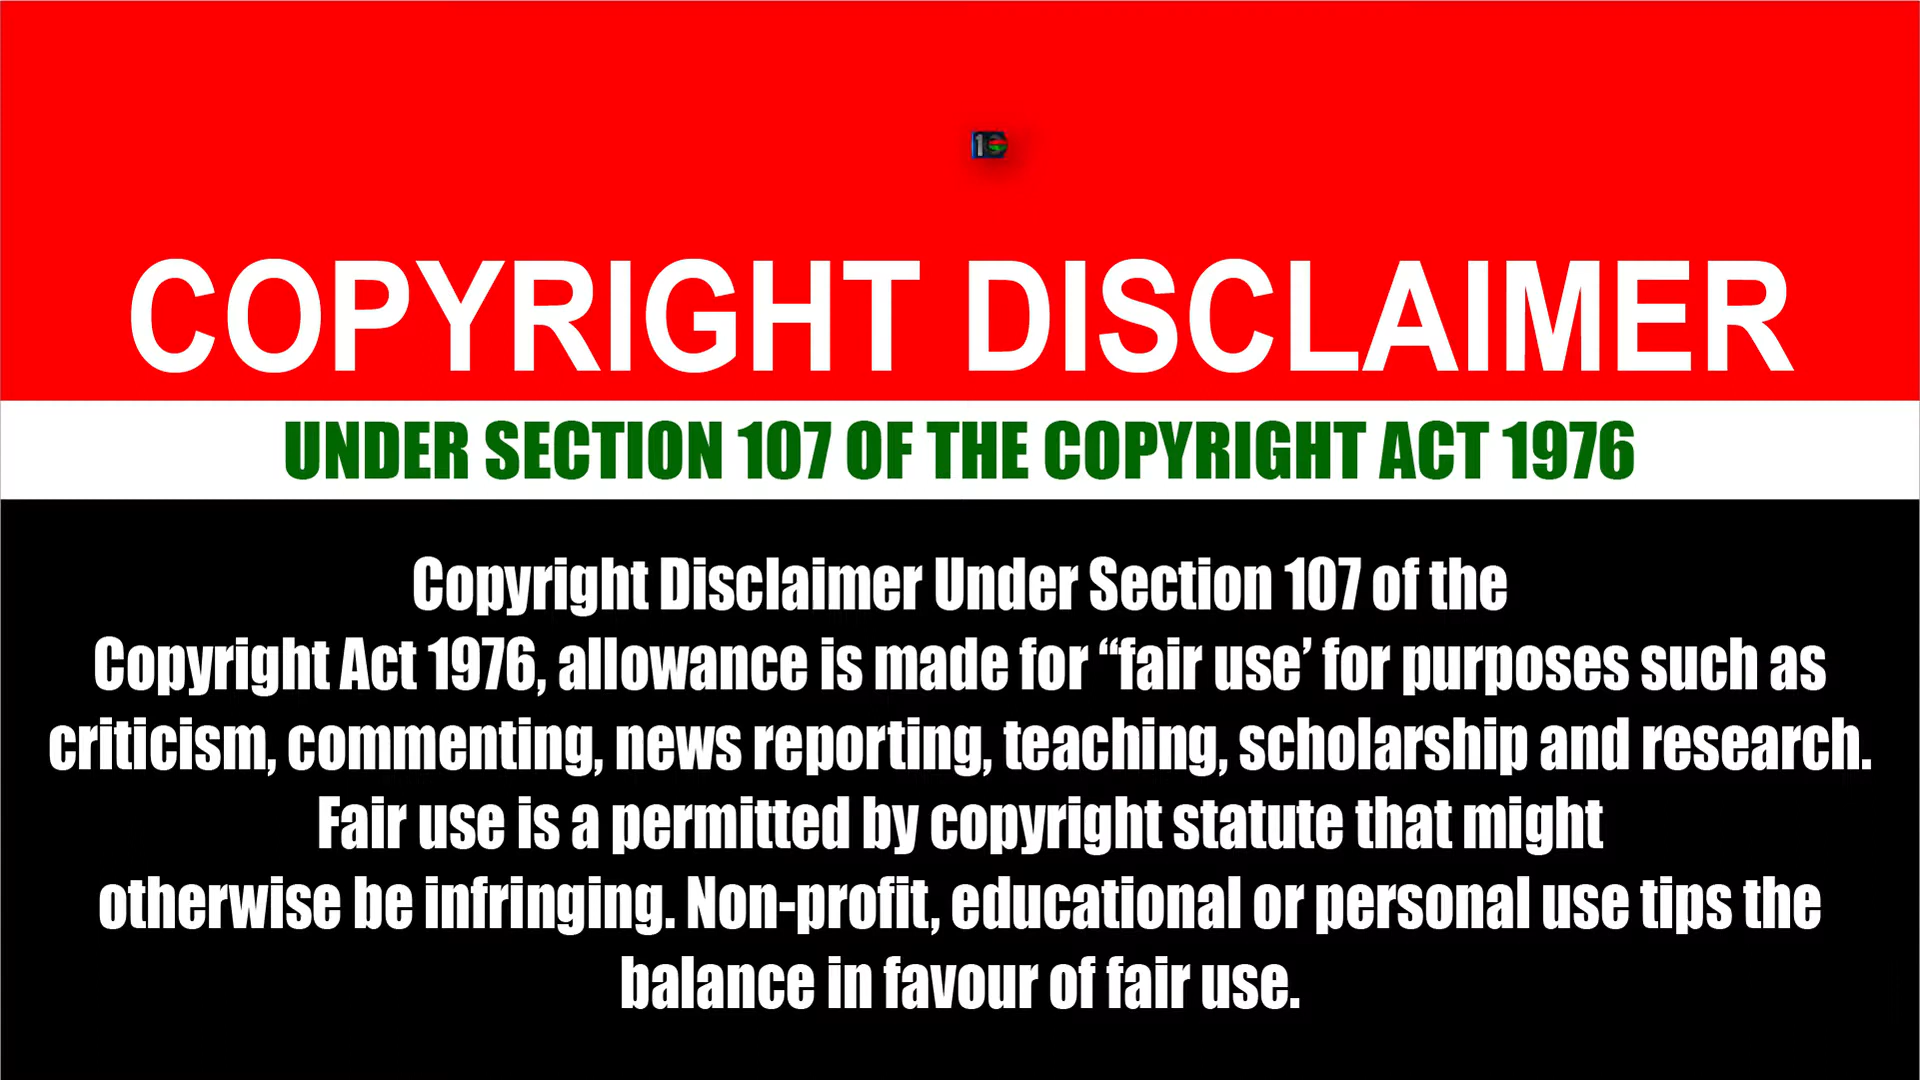 COPYRIGHT DISCLAIMER
UNDER SECTION 107 OF THE COPYRIGHT ACT 1976
Copyright Disclaimer Under Section 107 of the
Copyright Act 1976, allowance is made for “fair use’ for purposes such as
criticism, commenting, news reporting, teaching, scholarship and research.
Fair use is a permitted by copyright statute that might
otherwise be infringing. Non-profit, educational or personal use tips the
balance in favour of fair use.